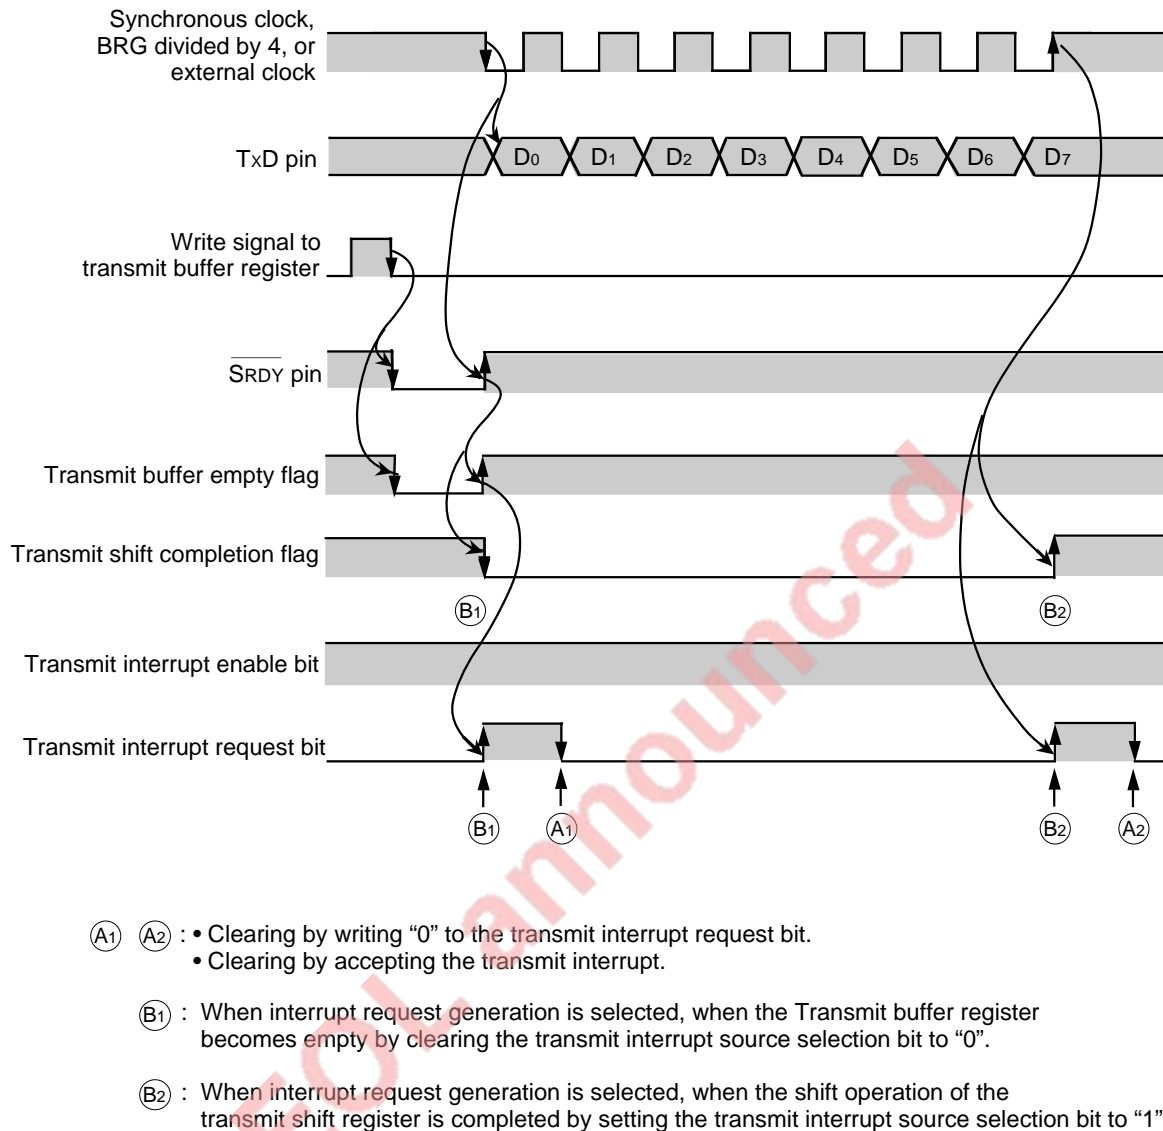 Synchronous clock,
BRG divided by 4, or
external clock
TxD pin
D0 D1 D2 D3 D4 D5 D6 D7
Write signal to
transmit buffer register
SRDY pin
Transmit buffer empty flag
Transmit shift completion flag
B1 B2
Transmit interrupt enable bit
Transmit interrupt request bit
B1 A1 B2 A2
A1 A2 : • Clearing by writing “0” to the transmit interrupt request bit.
• Clearing by accepting the transmit interrupt.
B1 : When interrupt request generation is selected, when the Transmit buffer register
becomes empty by clearing the transmit interrupt source selection bit to “0”.
B2 : When interrupt request generation is selected, when the shift operation of the
transmit shift register is completed by setting the transmit interrupt source selection bit to “1”
EOL announced